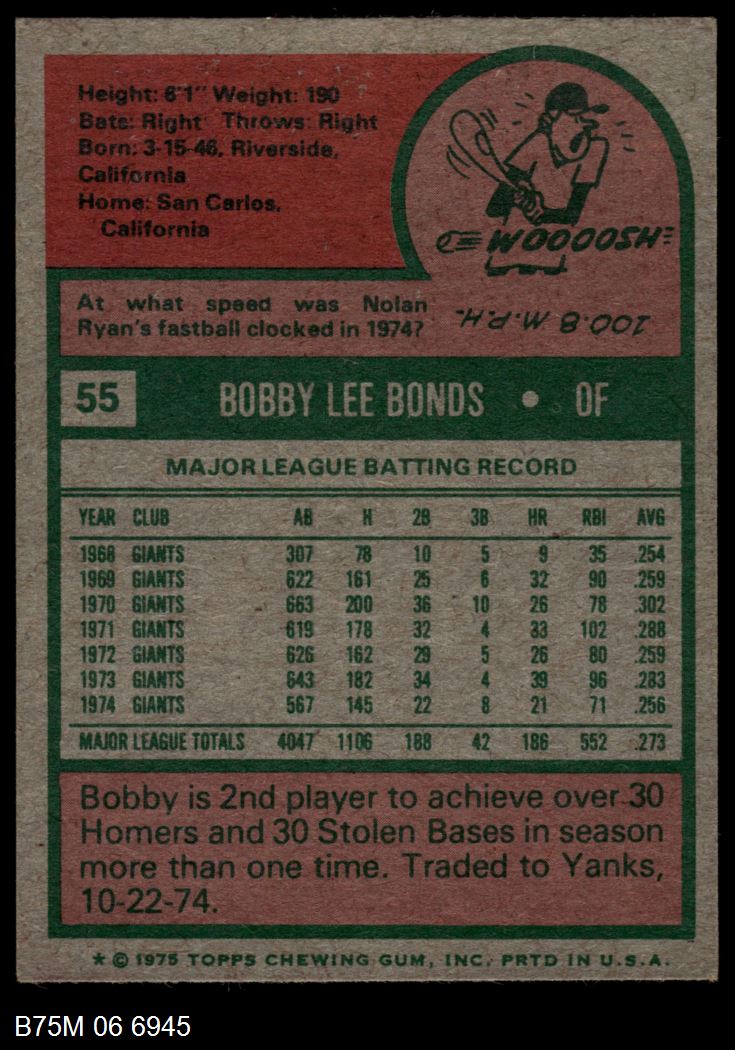 Height: 6'1" Weight: 190
Bats: Right Throws: Right
Born: 3-15-46, Riverside,
California
Home: San Carlos,
California
WOOOOSH
At what speed was Nolan
Ryan's fastball clocked in 1974?
100.8 M.P.H.
55 BOBBY LEE BONDS • OF
MAJOR LEAGUE BATTING RECORD
YEAR CLUB AB H 2B 3B HR RBI AVG
1968 GIANTS 307 78 10 5 9 35 .254
1969 GIANTS 622 161 25 6 32 90 .259
1970 GIANTS 663 200 36 10 26 78 .302
1971 GIANTS 619 178 32 4 33 102 .288
1972 GIANTS 626 162 29 5 26 80 .259
1973 GIANTS 643 182 34 4 39 96 .283
1974 GIANTS 567 145 22 8 21 71 .256
MAJOR LEAGUE TOTALS 4047 1106 188 42 186 552 .273
Bobby is 2nd player to achieve over 30
Homers and 30 Stolen Bases in season
more than one time. Traded to Yanks,
10-22-74.
* © 1975 TOPPS CHEWING GUM, INC. PRTD IN U.S.A.
B75M 06 6945